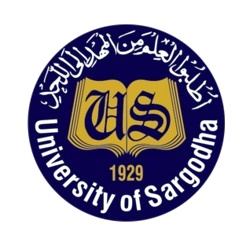 اطلبوا العلم من المهد الى اللحد
US
1929
University of Sargodha